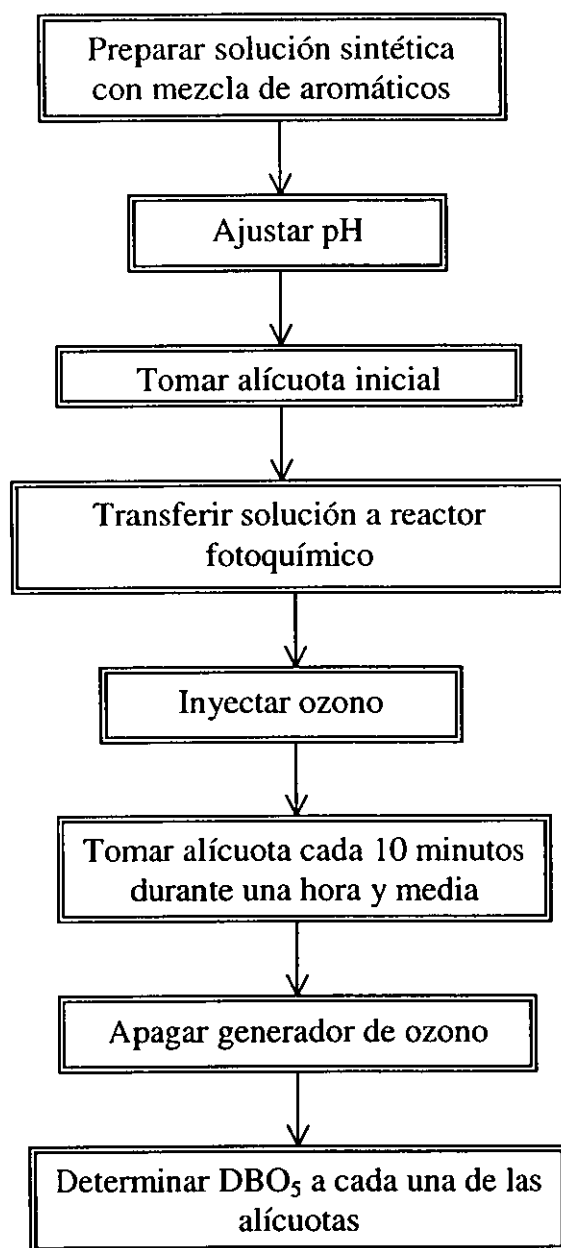 Preparar solución sintética
con mezcla de aromáticos
Ajustar pH
Tomar alícuota inicial
Transferir solución a reactor
fotoquímico
Inyectar ozono
Tomar alícuota cada 10 minutos
durante una hora y media
Apagar generador de ozono
Determinar DBO₅ a cada una de las
alícuotas